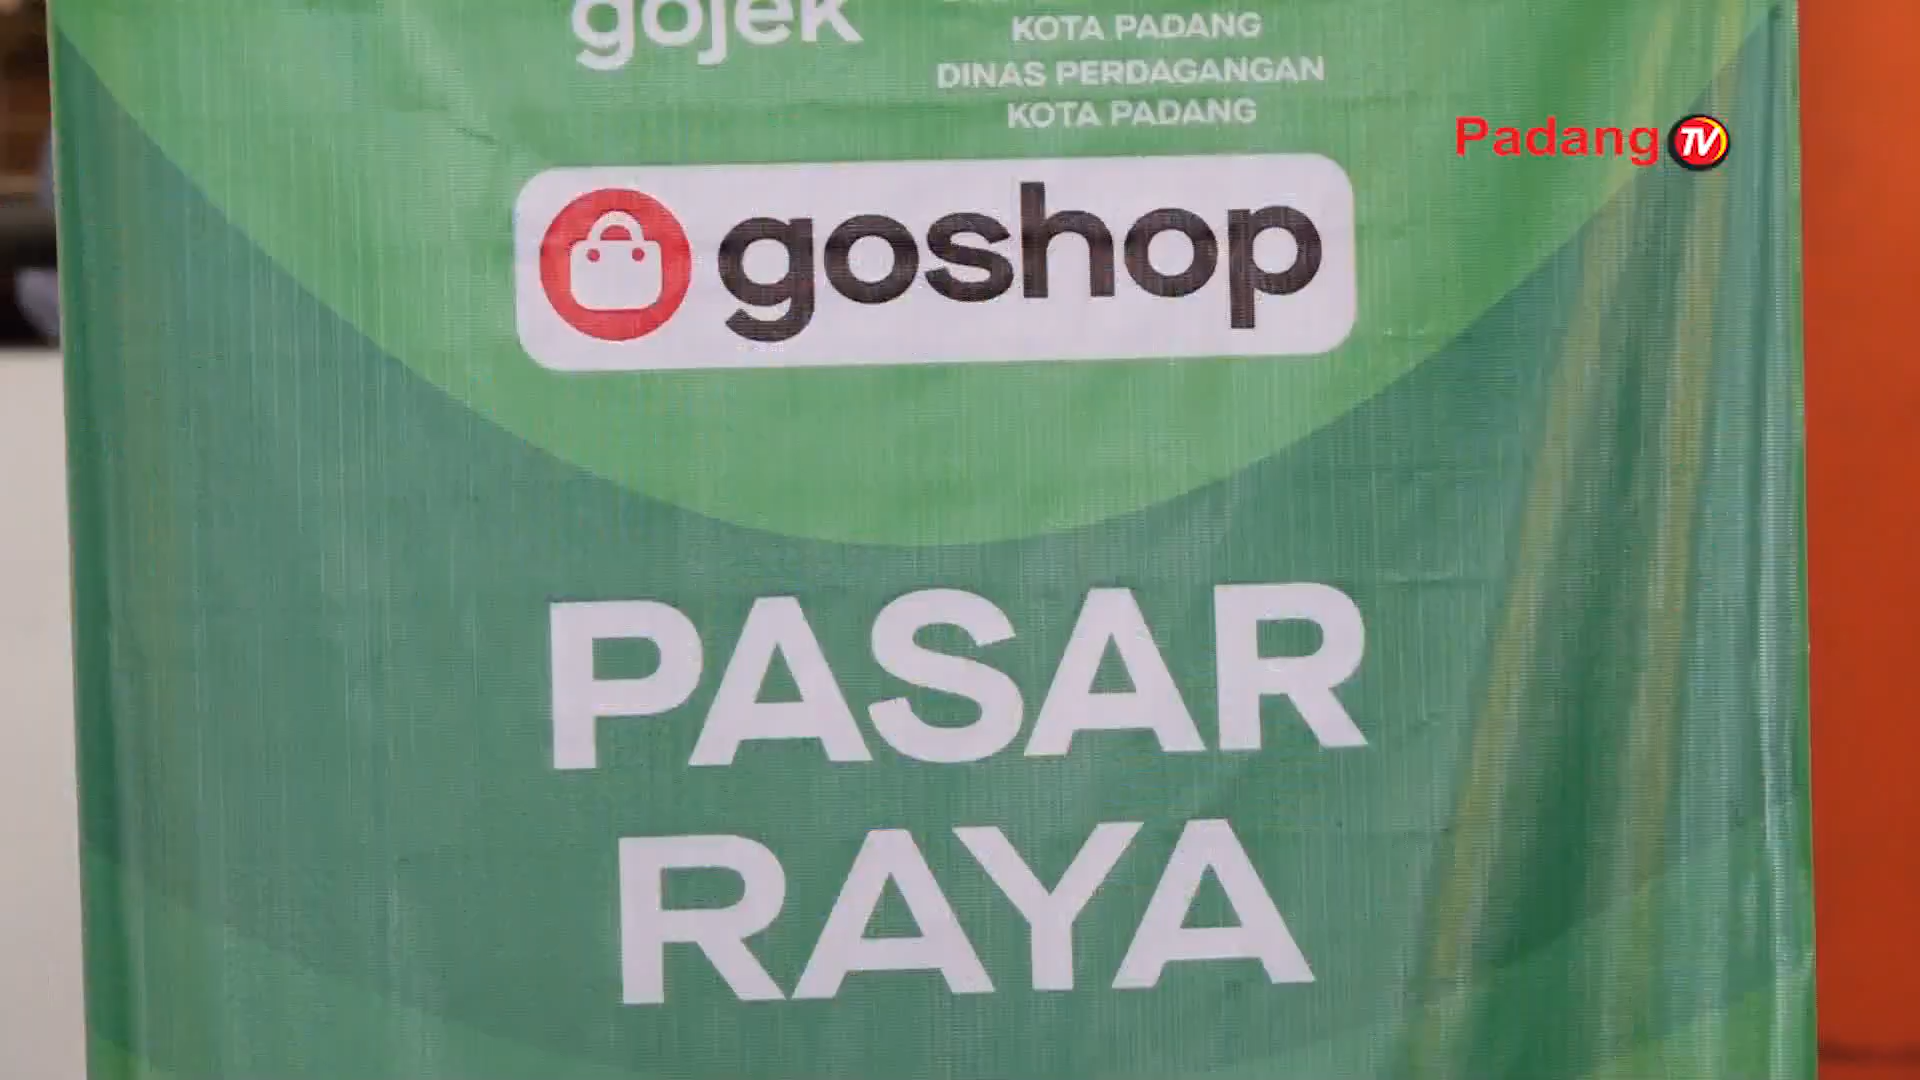 gojek
KOTA PADANG
DINAS PERDAGANGAN
KOTA PADANG
Padang TV
goshop
PASAR
RAYA